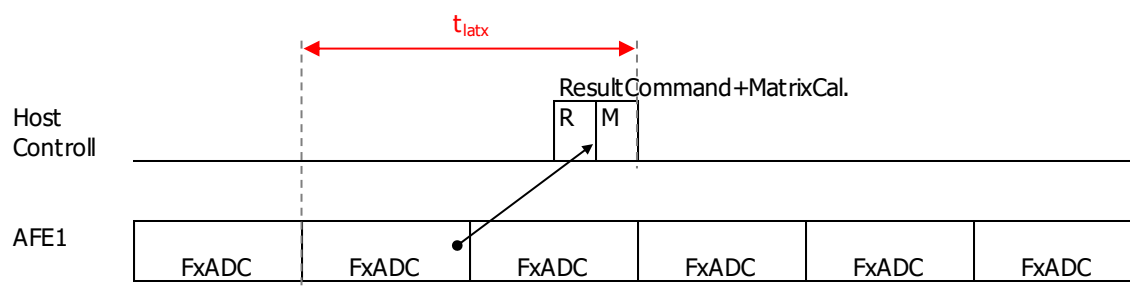 tlatx
ResultCommand+MatrixCal.
Host
Controll
R M
AFE1
FxADC FxADC FxADC FxADC FxADC FxADC